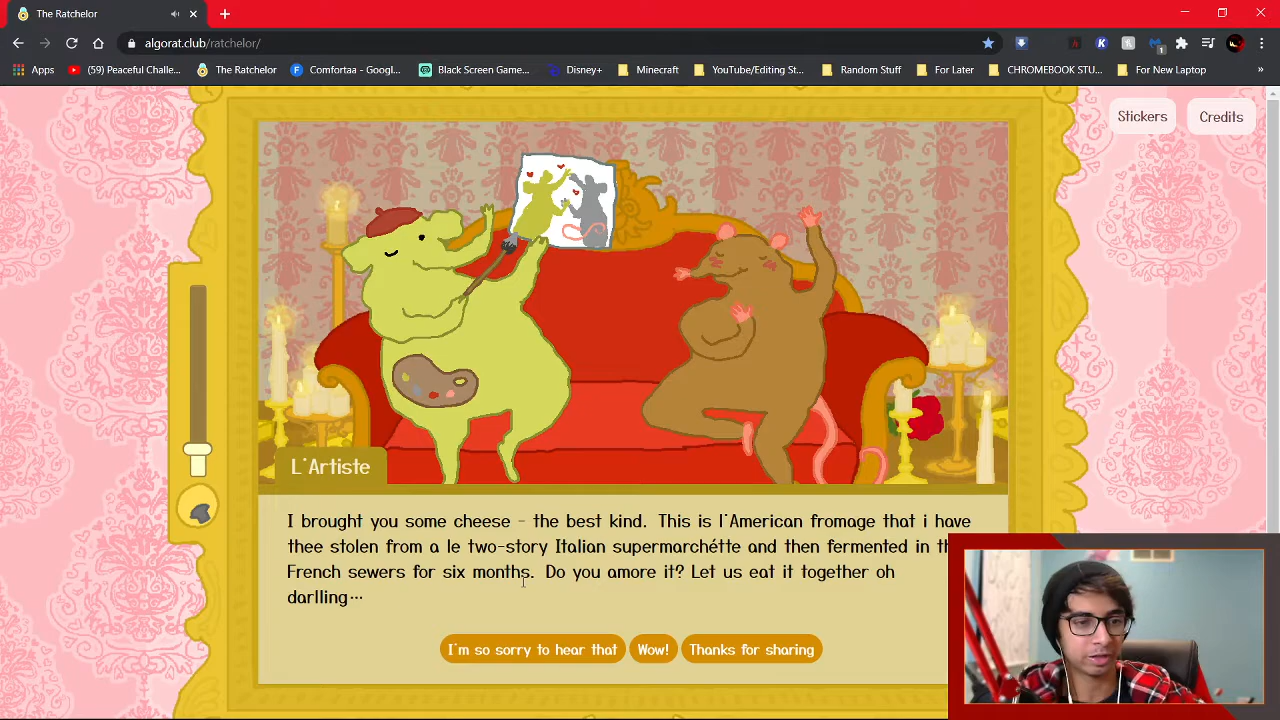 The Ratchelor
algorat.club/ratchelor/
1
Apps
(59) Peaceful Challe...
The Ratchelor
Comfortaa - Googl...
Black Screen Game...
Disney+
Minecraft
YouTube/Editing St...
Random Stuff
For Later
CHROMEBOOK STU...
For New Laptop
»
Stickers
Credits
L'Artiste
I brought you some cheese - the best kind. This is l'American fromage that i have
thee stolen from a le two-story Italian supermarchétte and then fermented in
French sewers for six months. Do you amore it? Let us eat it together oh
darlling...
I'm so sorry to hear that
Wow!
Thanks for sharing